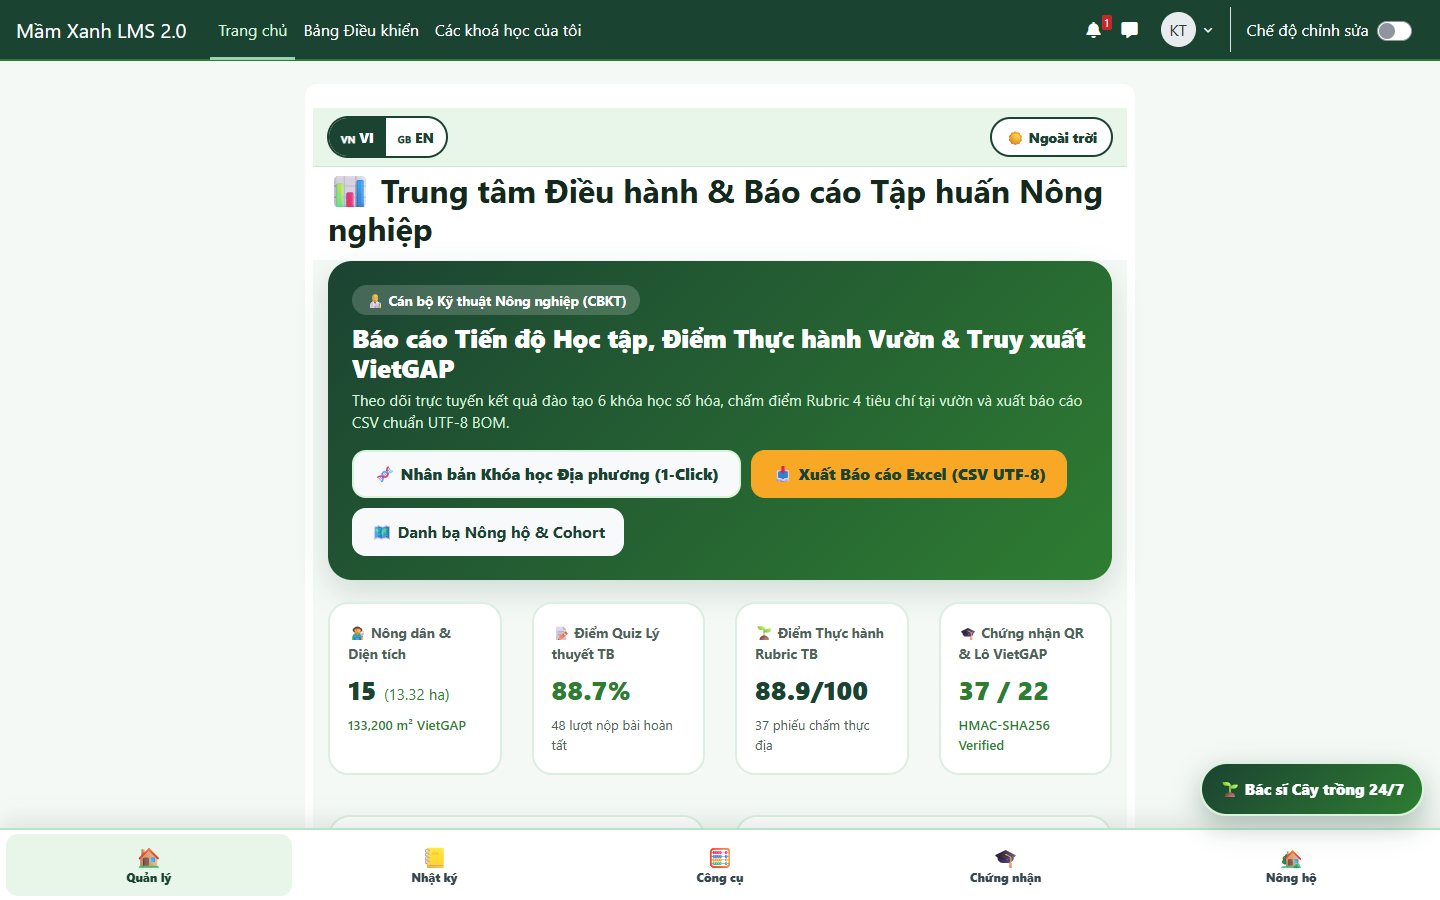 Mầm Xanh LMS 2.0
Trang chủ
Bảng Điều khiển
Các khoá học của tôi
1
KT
Chế độ chỉnh sửa
VN VI
GB EN
Ngoài trời
Trung tâm Điều hành & Báo cáo Tập huấn Nông
nghiệp
Cán bộ Kỹ thuật Nông nghiệp (CBKT)
Báo cáo Tiến độ Học tập, Điểm Thực hành Vườn & Truy xuất
VietGAP
Theo dõi trực tuyến kết quả đào tạo 6 khóa học số hóa, chấm điểm Rubric 4 tiêu chí tại vườn và xuất báo cáo
CSV chuẩn UTF-8 BOM.
Nhân bản Khóa học Địa phương (1-Click)
Xuất Báo cáo Excel (CSV UTF-8)
Danh bạ Nông hộ & Cohort
Nông dân &
Diện tích
15 (13.32 ha)
133,200 m² VietGAP
Điểm Quiz Lý
thuyết TB
88.7%
48 lượt nộp bài hoàn
tất
Điểm Thực hành
Rubric TB
88.9/100
37 phiếu chấm thực
địa
Chứng nhận QR
& Lô VietGAP
37 / 22
HMAC-SHA256
Verified
Bác sĩ Cây trồng 24/7
Quản lý
Nhật ký
Công cụ
Chứng nhận
Nông hộ